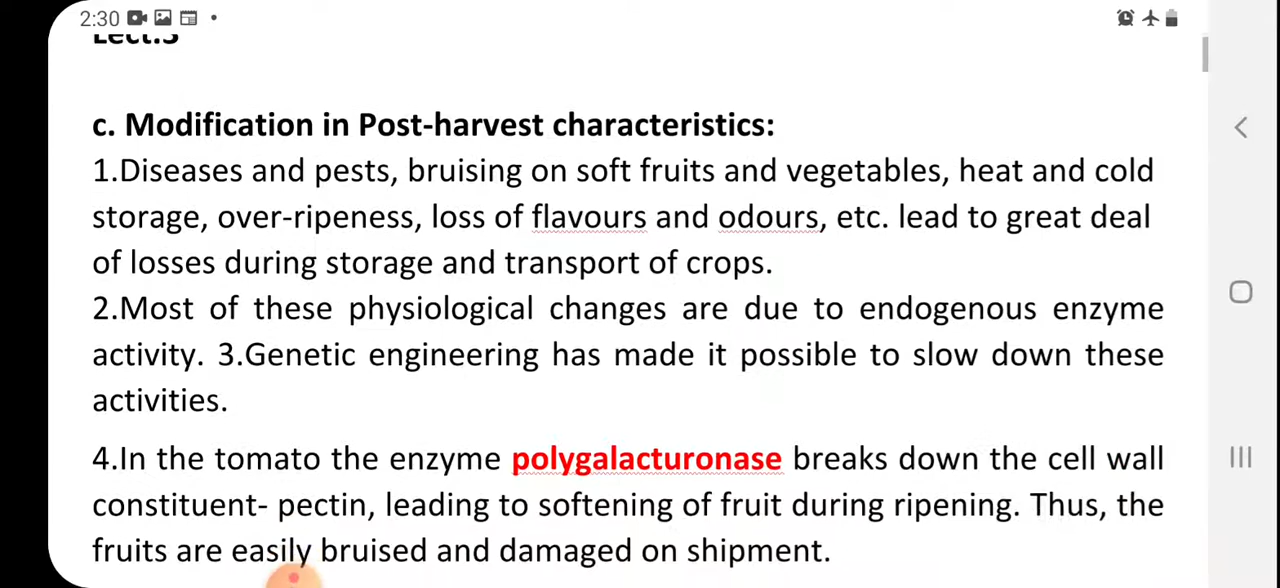 2:30
Lect.3
c. Modification in Post-harvest characteristics:
1.Diseases and pests, bruising on soft fruits and vegetables, heat and cold
storage, over-ripeness, loss of flavours and odours, etc. lead to great deal
of losses during storage and transport of crops.
2.Most of these physiological changes are due to endogenous enzyme
activity. 3.Genetic engineering has made it possible to slow down these
activities.
4.In the tomato the enzyme polygalacturonase breaks down the cell wall
constituent- pectin, leading to softening of fruit during ripening. Thus, the
fruits are easily bruised and damaged on shipment.